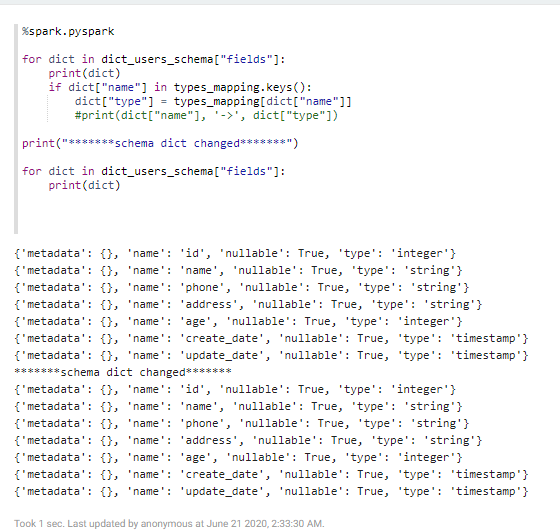 %spark.pyspark
for dict in dict_users_schema["fields"]:
    print(dict)
    if dict["name"] in types_mapping.keys():
        dict["type"] = types_mapping[dict["name"]]
        #print(dict["name"], '->', dict["type"])
print("*******schema dict changed*******")
for dict in dict_users_schema["fields"]:
    print(dict)
{'metadata': {}, 'name': 'id', 'nullable': True, 'type': 'integer'}
{'metadata': {}, 'name': 'name', 'nullable': True, 'type': 'string'}
{'metadata': {}, 'name': 'phone', 'nullable': True, 'type': 'string'}
{'metadata': {}, 'name': 'address', 'nullable': True, 'type': 'string'}
{'metadata': {}, 'name': 'age', 'nullable': True, 'type': 'integer'}
{'metadata': {}, 'name': 'create_date', 'nullable': True, 'type': 'timestamp'}
{'metadata': {}, 'name': 'update_date', 'nullable': True, 'type': 'timestamp'}
*******schema dict changed*******
{'metadata': {}, 'name': 'id', 'nullable': True, 'type': 'integer'}
{'metadata': {}, 'name': 'name', 'nullable': True, 'type': 'string'}
{'metadata': {}, 'name': 'phone', 'nullable': True, 'type': 'string'}
{'metadata': {}, 'name': 'address', 'nullable': True, 'type': 'string'}
{'metadata': {}, 'name': 'age', 'nullable': True, 'type': 'integer'}
{'metadata': {}, 'name': 'create_date', 'nullable': True, 'type': 'timestamp'}
{'metadata': {}, 'name': 'update_date', 'nullable': True, 'type': 'timestamp'}
Took 1 sec. Last updated by anonymous at June 21 2020, 2:33:30 AM.